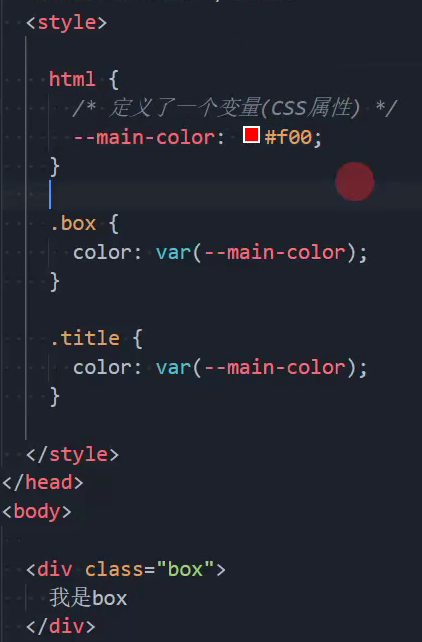 <style>
html {
/* 定义了一个变量(CSS属性) */
--main-color: #f00;
}
.box {
color: var(--main-color);
}
.title {
color: var(--main-color);
}
</style>
</head>
<body>
<div class="box">
我是box
</div>